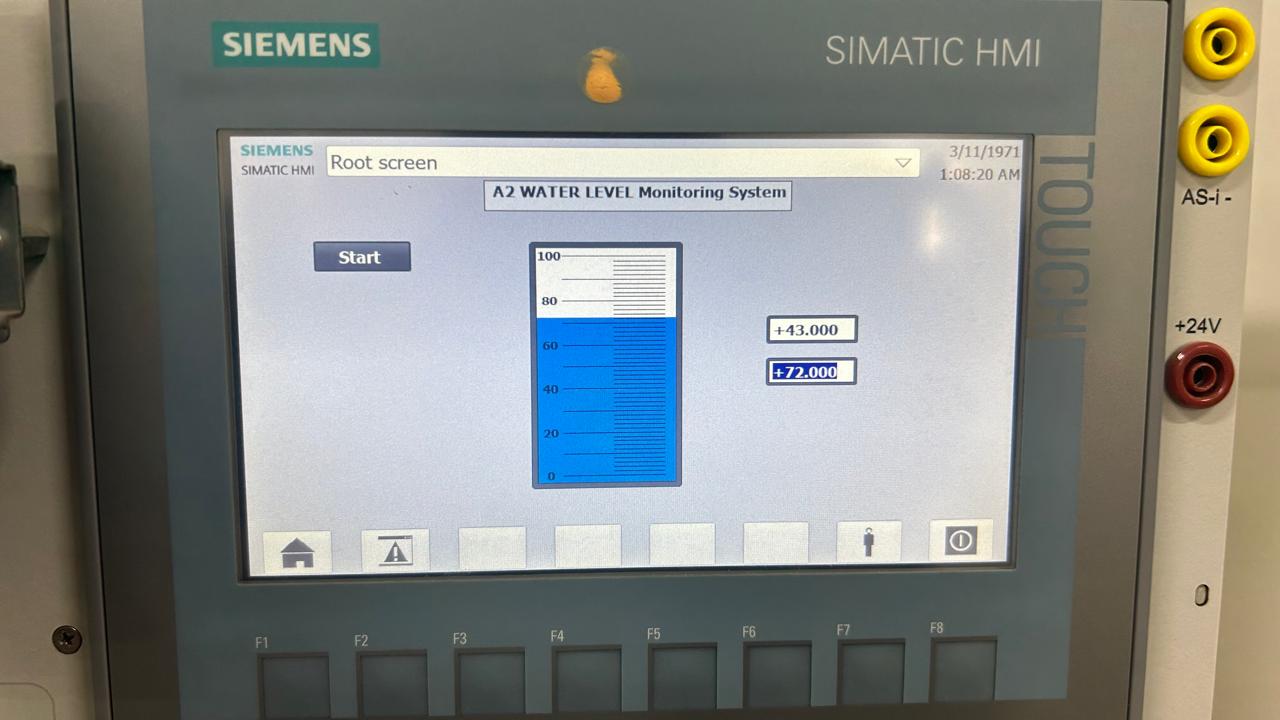 SIEMENS
SIMATIC HMI
TOUCH
SIEMENS
SIMATIC HMI
Root screen
3/11/1971
1:08:20 AM
A2 WATER LEVEL Monitoring System
Start
100
80
60
40
20
0
+43.000
+72.000
F1 F2 F3 F4 F5 F6 F7 F8
AS-i -
+24V